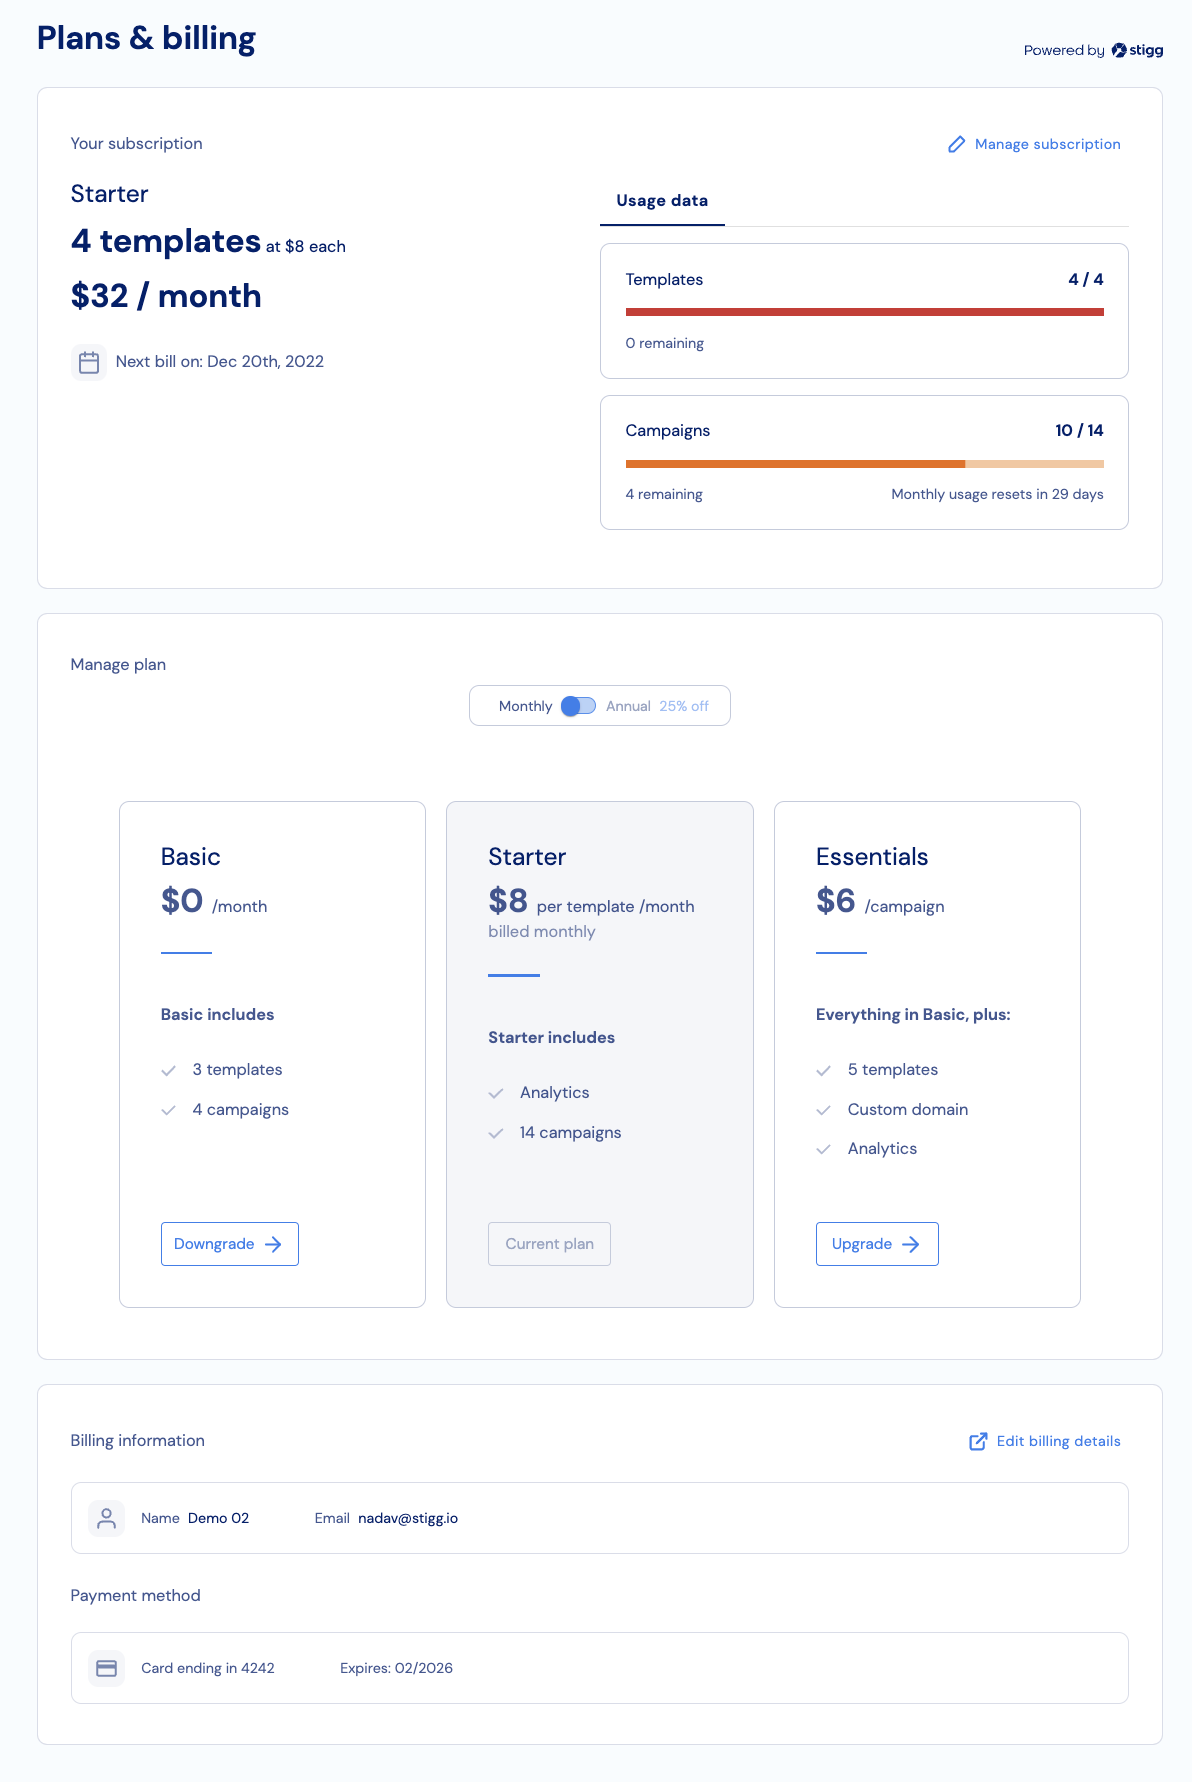 Plans & billing
Powered by stigg
Your subscription
Manage subscription
Starter
4 templates at $8 each
$32 / month
Next bill on: Dec 20th, 2022
Usage data
Templates 4 / 4
0 remaining
Campaigns 10 / 14
4 remaining Monthly usage resets in 29 days
Manage plan
Monthly Annual 25% off
Basic
$0 /month
Basic includes
3 templates
4 campaigns
Downgrade
Starter
$8 per template /month
billed monthly
Starter includes
Analytics
14 campaigns
Current plan
Essentials
$6 /campaign
Everything in Basic, plus:
5 templates
Custom domain
Analytics
Upgrade
Billing information
Edit billing details
Name Demo 02 Email nadav@stigg.io
Payment method
Card ending in 4242 Expires: 02/2026